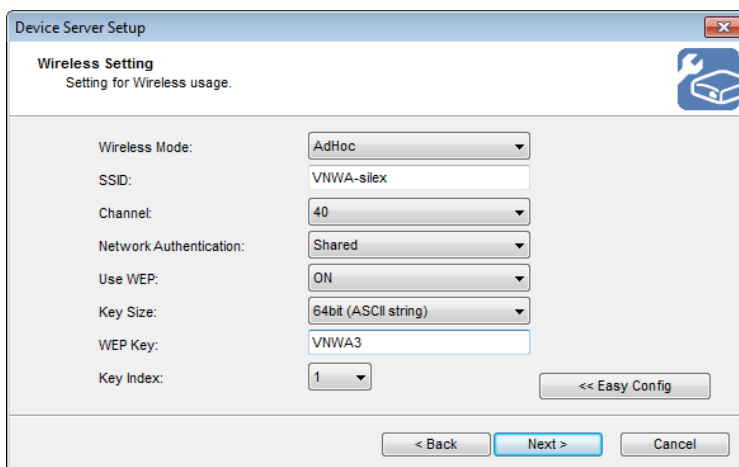 Device Server Setup
Wireless Setting
Setting for Wireless usage.
Wireless Mode: AdHoc
SSID: VNWA-silex
Channel: 40
Network Authentication: Shared
Use WEP: ON
Key Size: 64bit (ASCII string)
WEP Key: VNWA3
Key Index: 1
<< Easy Config
< Back Next > Cancel